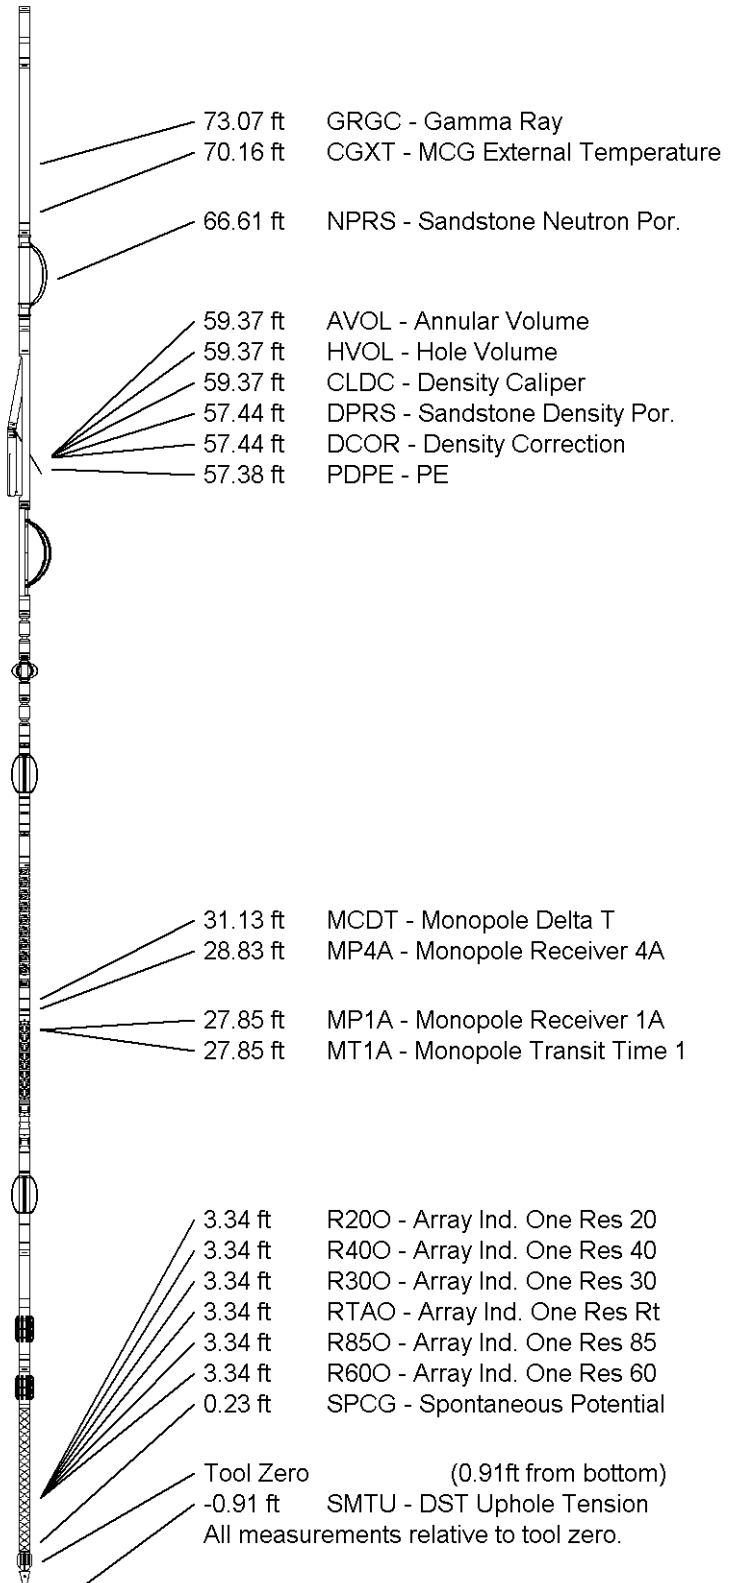 73.07 ft GRGC - Gamma Ray
70.16 ft CGXT - MCG External Temperature
66.61 ft NPRS - Sandstone Neutron Por.
59.37 ft AVOL - Annular Volume
59.37 ft HVOL - Hole Volume
59.37 ft CLDC - Density Caliper
57.44 ft DPRS - Sandstone Density Por.
57.44 ft DCOR - Density Correction
57.38 ft PDPE - PE
31.13 ft MCDT - Monopole Delta T
28.83 ft MP4A - Monopole Receiver 4A
27.85 ft MP1A - Monopole Receiver 1A
27.85 ft MT1A - Monopole Transit Time 1
3.34 ft R20O - Array Ind. One Res 20
3.34 ft R40O - Array Ind. One Res 40
3.34 ft R30O - Array Ind. One Res 30
3.34 ft RTAO - Array Ind. One Res Rt
3.34 ft R85O - Array Ind. One Res 85
3.34 ft R60O - Array Ind. One Res 60
0.23 ft SPCG - Spontaneous Potential
Tool Zero (0.91ft from bottom)
-0.91 ft SMTU - DST Uphole Tension
All measurements relative to tool zero.